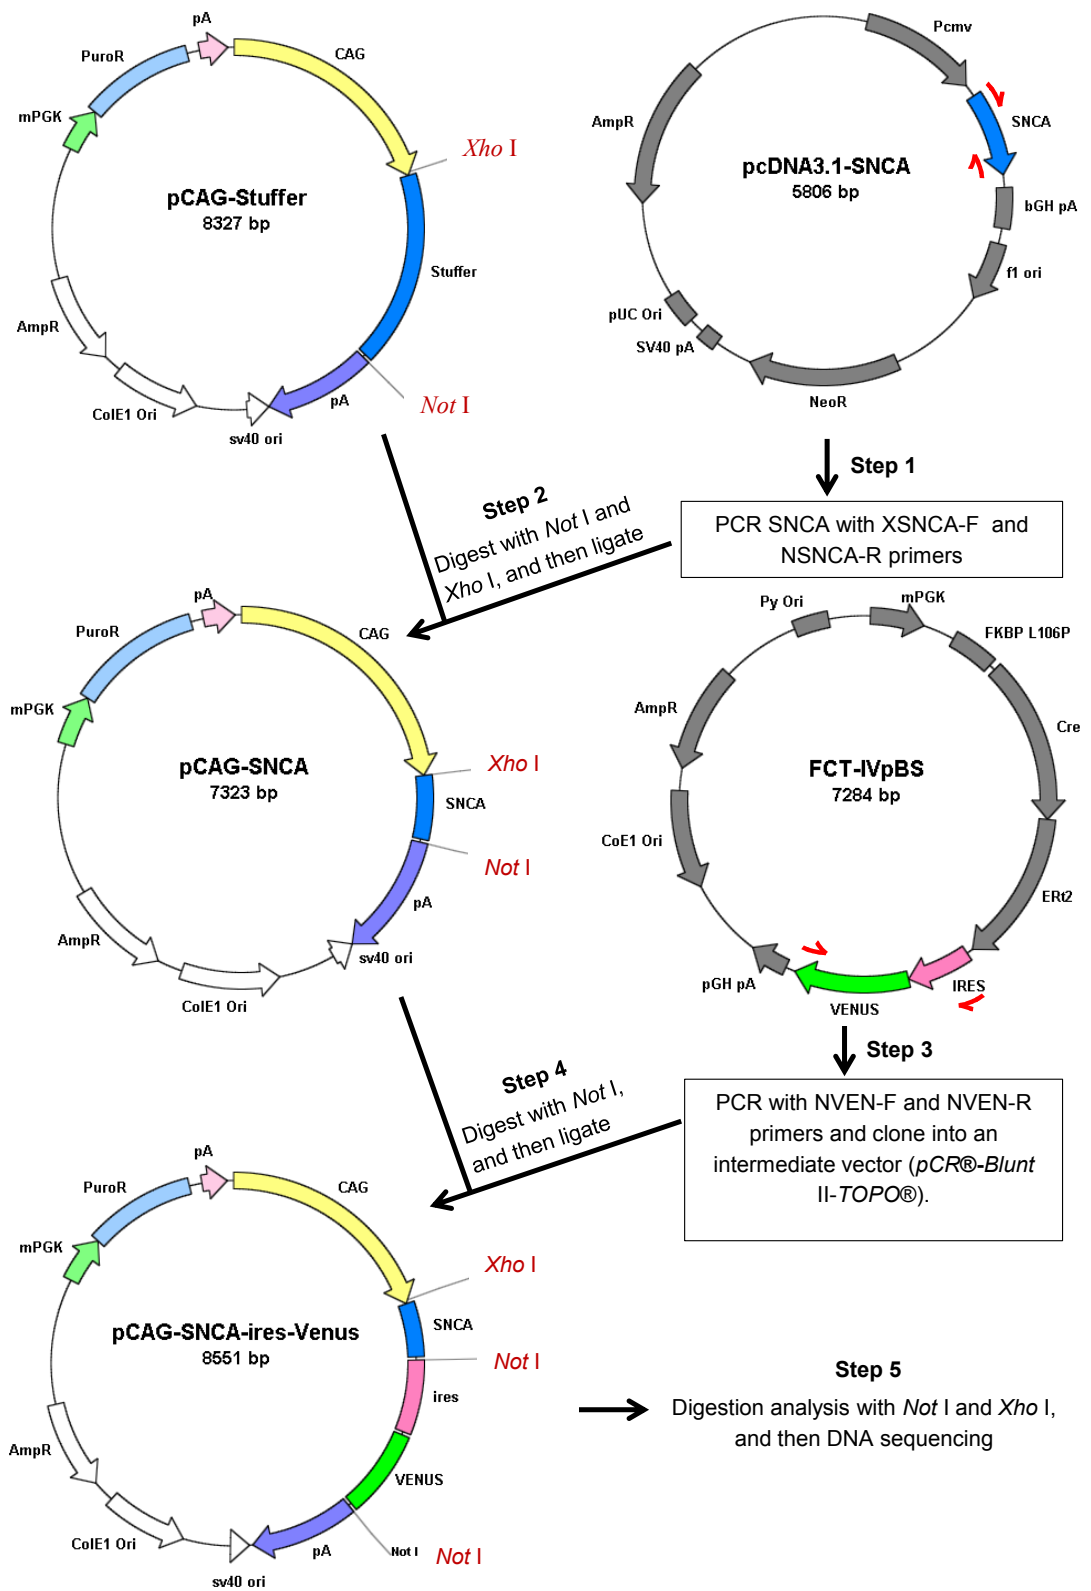 pA
PuroR
CAG
mPGK
Xho I
pCAG-Stuffer
8327 bp
Stuffer
AmpR
ColE1 Ori
sv40 ori
pA
Not I
Pcmv
SNCA
AmpR
pcDNA3.1-SNCA
5806 bp
bGH pA
f1 ori
pUC Ori
SV40 pA
NeoR
Step 1
PCR SNCA with XSNCA-F and
NSNCA-R primers
Step 2
Digest with Not I and
Xho I, and then ligate
pA
PuroR
CAG
mPGK
Xho I
pCAG-SNCA
7323 bp
SNCA
Not I
pA
AmpR
sv40 ori
ColE1 Ori
Py Ori
mPGK
FKBP L106P
AmpR
Cre
FCT-IVpBS
7284 bp
CoE1 Ori
ERt2
pGH pA
IRES
VENUS
Step 3
PCR with NVEN-F and NVEN-R
primers and clone into an
intermediate vector (pCR®-Blunt
II-TOPO®).
Step 4
Digest with Not I,
and then ligate
pA
PuroR
CAG
mPGK
Xho I
SNCA
pCAG-SNCA-ires-Venus
8551 bp
Not I
ires
AmpR
VENUS
ColE1 Ori
pA
Not I
Not I
sv40 ori
Step 5
Digestion analysis with Not I and Xho I,
and then DNA sequencing